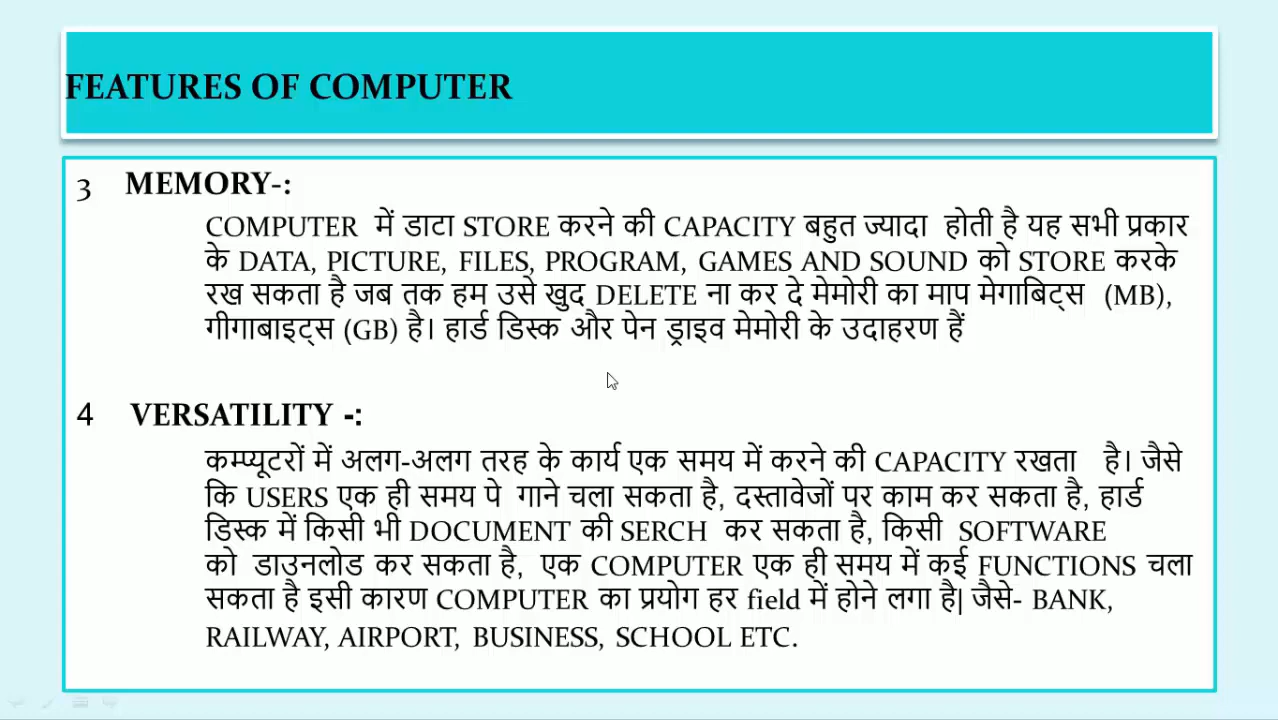 FEATURES OF COMPUTER
3 MEMORY-:
COMPUTER में डाटा STORE करने की CAPACITY बहुत ज्यादा होती है यह सभी प्रकार
के DATA, PICTURE, FILES, PROGRAM, GAMES AND SOUND को STORE करके
रख सकता है जब तक हम उसे खुद DELETE ना कर दे मेमोरी का माप मेगाबिट्स (MB),
गीगाबाइट्स (GB) है। हार्ड डिस्क और पेन ड्राइव मेमोरी के उदाहरण हैं
4 VERSATILITY -:
कम्प्यूटरों में अलग-अलग तरह के कार्य एक समय में करने की CAPACITY रखता है। जैसे
कि USERS एक ही समय पे गाने चला सकता है, दस्तावेजों पर काम कर सकता है, हार्ड
डिस्क में किसी भी DOCUMENT की SERCH कर सकता है, किसी SOFTWARE
को डाउनलोड कर सकता है, एक COMPUTER एक ही समय में कई FUNCTIONS चला
सकता है इसी कारण COMPUTER का प्रयोग हर field में होने लगा है| जैसे- BANK,
RAILWAY, AIRPORT, BUSINESS, SCHOOL ETC.